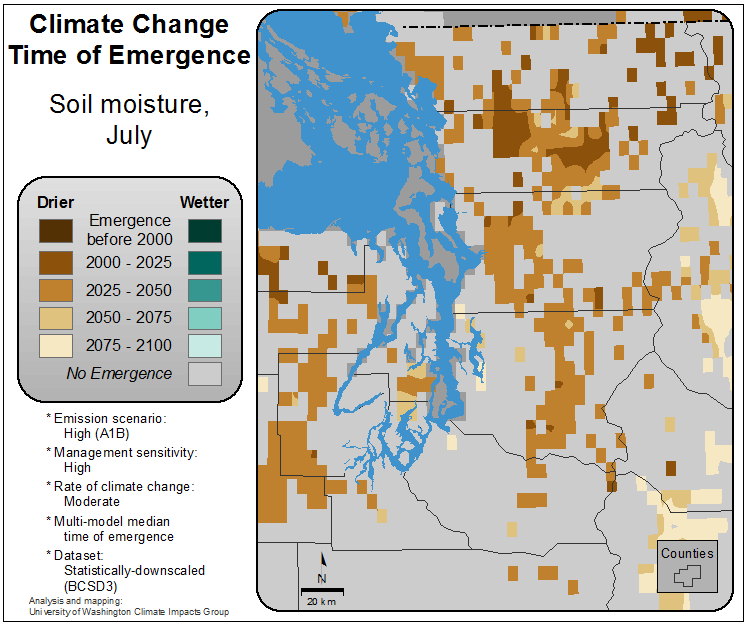 Climate Change
Time of Emergence
Soil moisture,
July
Drier
Wetter
Emergence
before 2000
2000 - 2025
2025 - 2050
2050 - 2075
2075 - 2100
No Emergence
* Emission scenario:
High (A1B)
* Management sensitivity:
High
* Rate of climate change:
Moderate
* Multi-model median
time of emergence
* Dataset:
Statistically-downscaled
(BCSD3)
Analysis and mapping:
University of Washington Climate Impacts Group
N
20 km
Counties